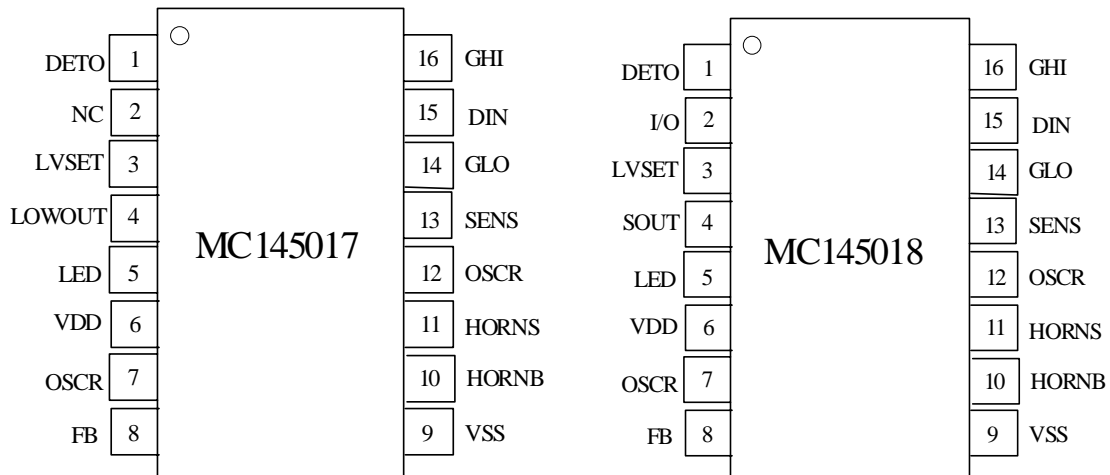 DETO 1 16 GHI
NC 2 15 DIN
LVSET 3 14 GLO
LOWOUT 4 13 SENS
MC145017
LED 5 12 OSCR
VDD 6 11 HORNS
OSCR 7 10 HORNB
FB 8 9 VSS
DETO 1 16 GHI
I/O 2 15 DIN
LVSET 3 14 GLO
SOUT 4 13 SENS
MC145018
LED 5 12 OSCR
VDD 6 11 HORNS
OSCR 7 10 HORNB
FB 8 9 VSS